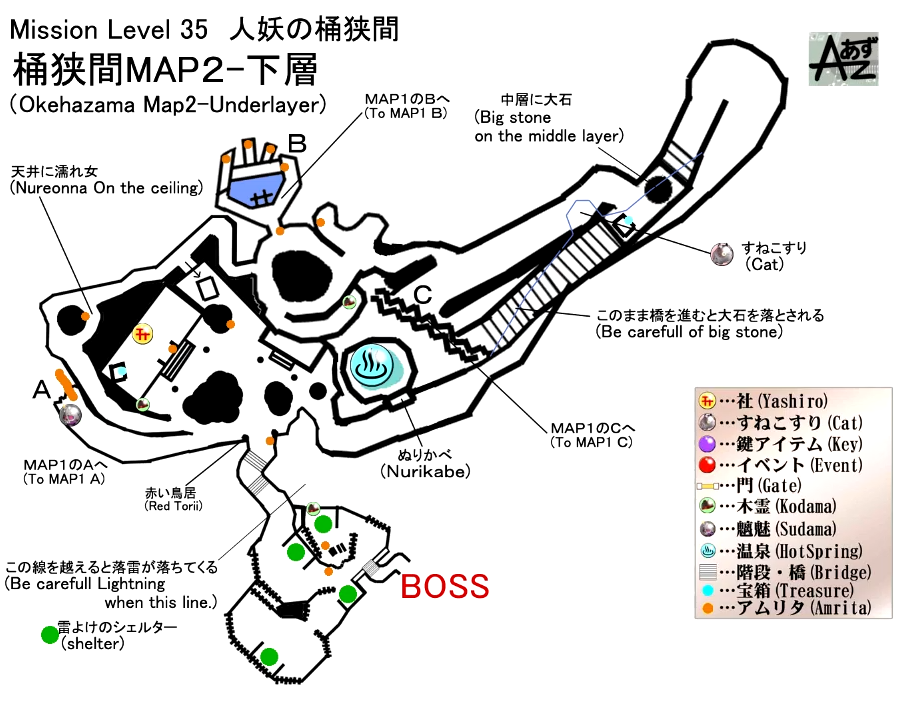 Mission Level 35 人妖の桶狭間
桶狭間MAP2-下層
(Okehazama Map2-Underlayer)
あず
AZ
MAP1のBへ
(To MAP1 B)
中層に大石
(Big stone
on the middle layer)
B
天井に濡れ女
(Nureonna On the ceiling)
すねこすり
(Cat)
C
このまま橋を進むと大石を落とされる
(Be carefull of big stone)
A
MAP1のCへ
(To MAP1 C)
ぬりかべ
(Nurikabe)
MAP1のAへ
(To MAP1 A)
赤い鳥居
(Red Torii)
この線を越えると落雷が落ちてくる
(Be carefull Lightning
when this line.)
BOSS
雷よけのシェルター
(shelter)
…社(Yashiro)
…すねこすり(Cat)
…鍵アイテム(Key)
…イベント(Event)
…門(Gate)
…木霊(Kodama)
…魑魅(Sudama)
…温泉(HotSpring)
…階段・橋(Bridge)
…宝箱(Treasure)
…アムリタ(Amrita)